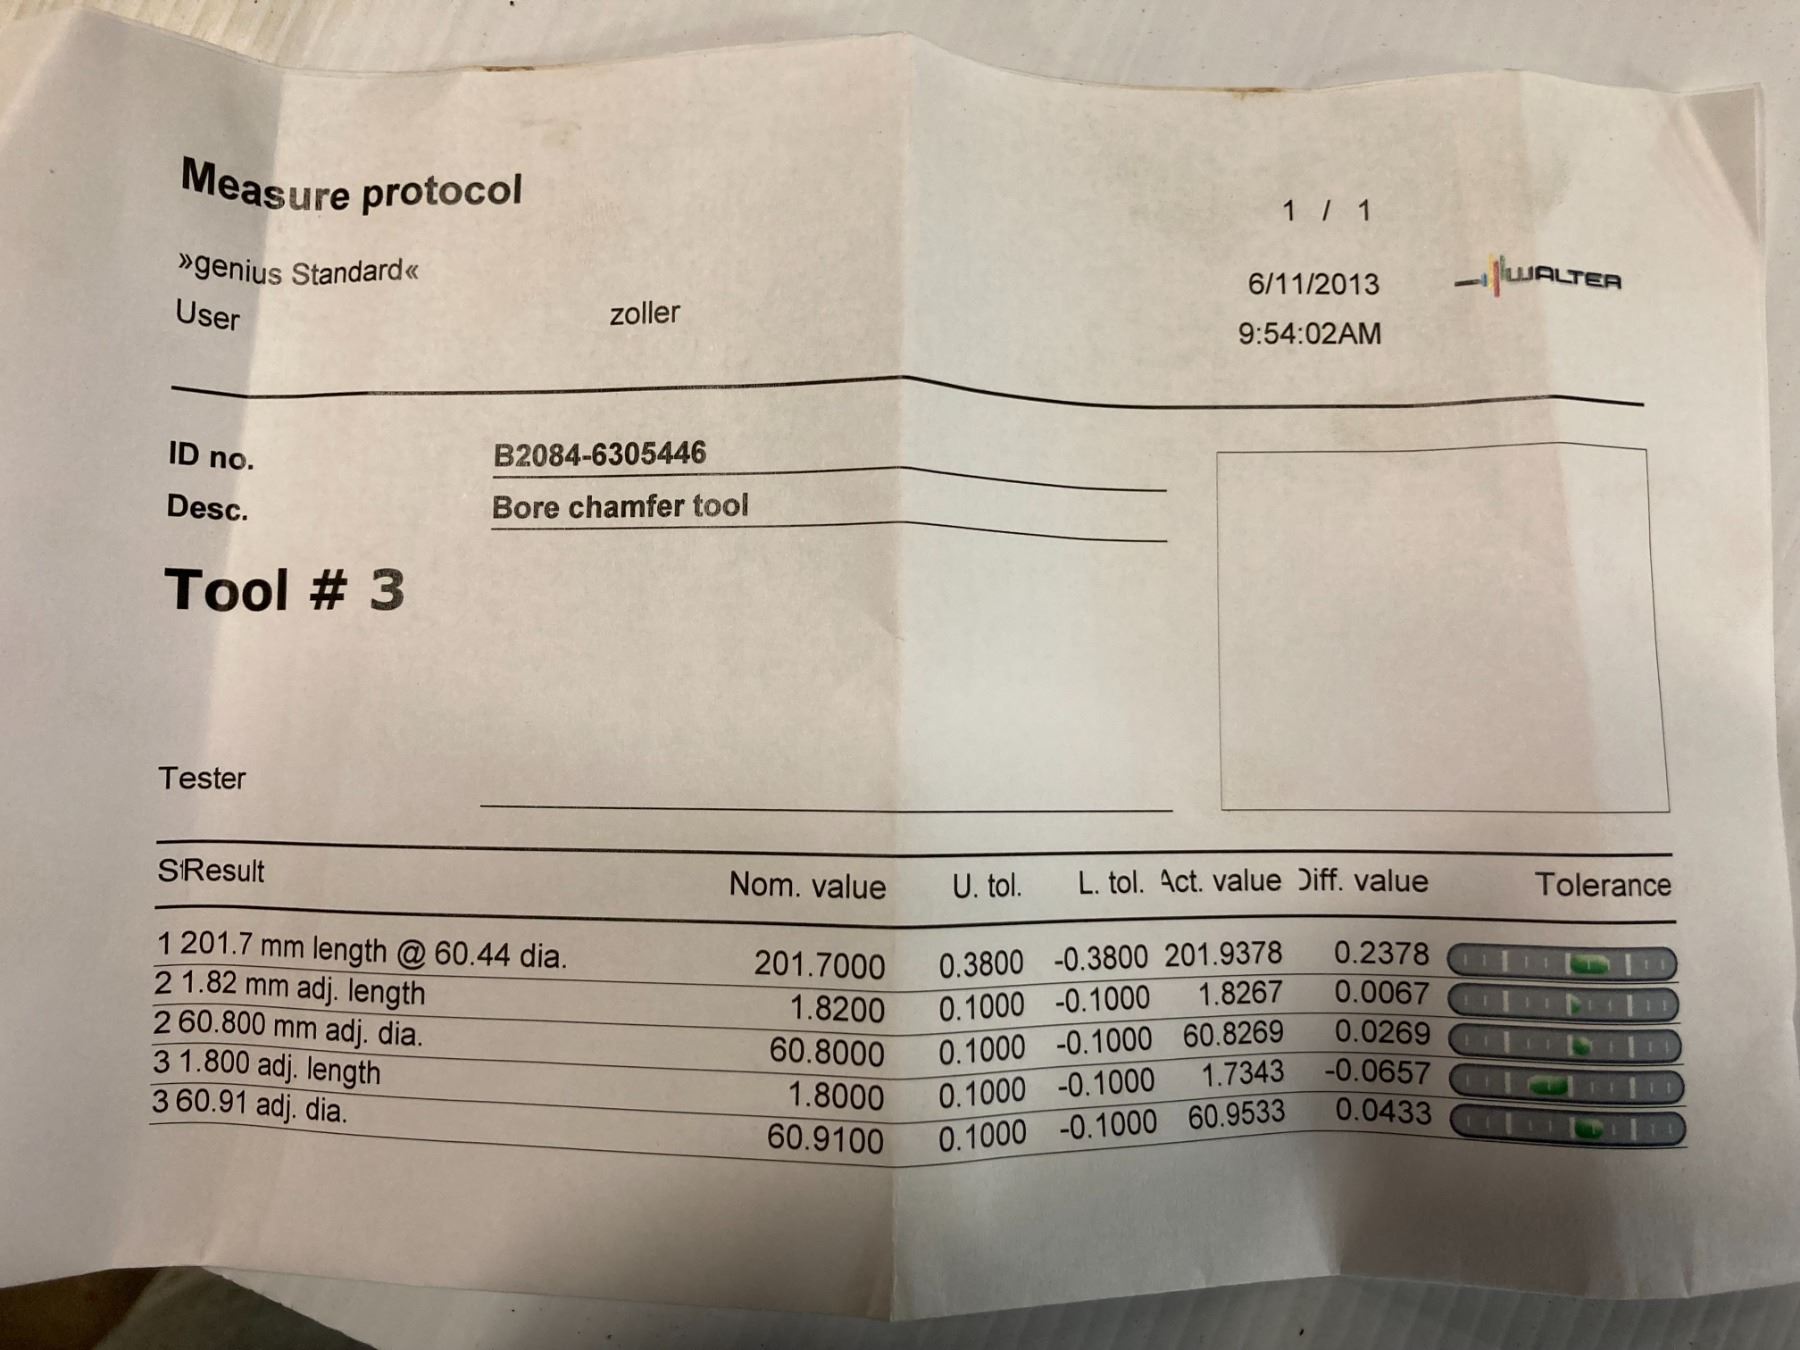 Measure protocol
1 / 1
»genius Standard«
6/11/2013
WALTER
User zoller
9:54:02AM
ID no. B2084-6305446
Desc. Bore chamfer tool
Tool # 3
Tester
StResult Nom. value U. tol. L. tol. Act. value Diff. value Tolerance
1 201.7 mm length @ 60.44 dia. 201.7000 0.3800 -0.3800 201.9378 0.2378
2 1.82 mm adj. length 1.8200 0.1000 -0.1000 1.8267 0.0067
2 60.800 mm adj. dia. 60.8000 0.1000 -0.1000 60.8269 0.0269
3 1.800 adj. length 1.8000 0.1000 -0.1000 1.7343 -0.0657
3 60.91 adj. dia. 60.9100 0.1000 -0.1000 60.9533 0.0433